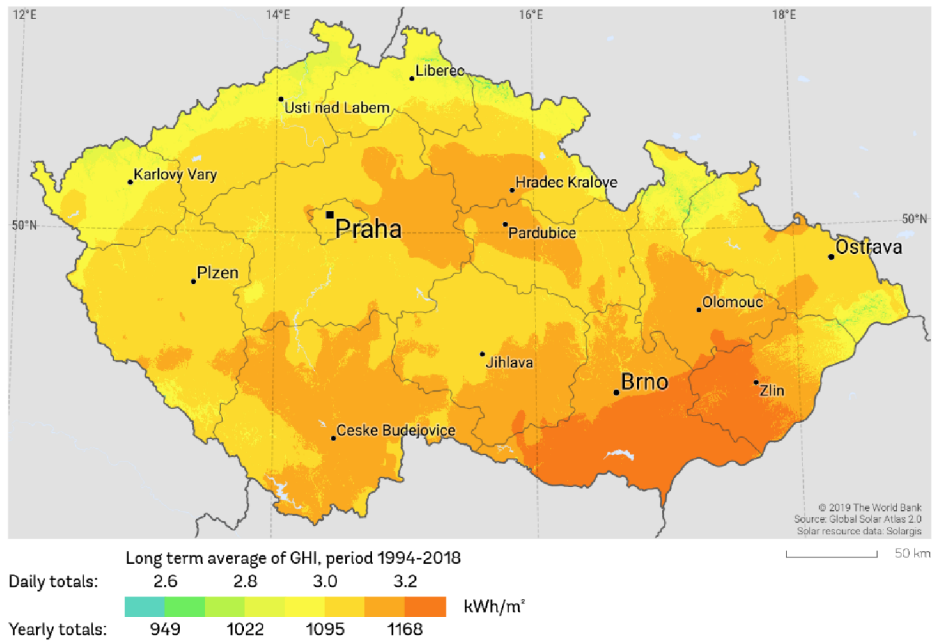 12°E 14°E 16°E 18°E
Liberec
Usti nad Labem
Karlovy Vary
Hradec Kralove
50°N Praha Pardubice 50°N
Ostrava
Plzen
Olomouc
Jihlava
Brno
Zlin
Ceske Budejovice
© 2019 The World Bank
Source: Global Solar Atlas 2.0
Solar resource data: Solargis
50 km
Long term average of GHI, period 1994-2018
Daily totals: 2.6 2.8 3.0 3.2
kWh/m²
Yearly totals: 949 1022 1095 1168